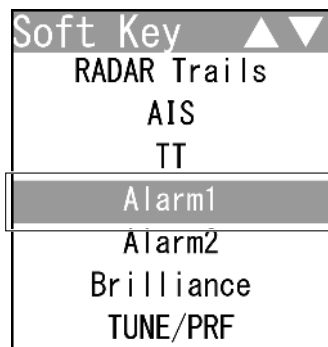 Soft Key ▲▼
RADAR Trails
AIS
TT
Alarm1
Alarm2
Brilliance
TUNE/PRF